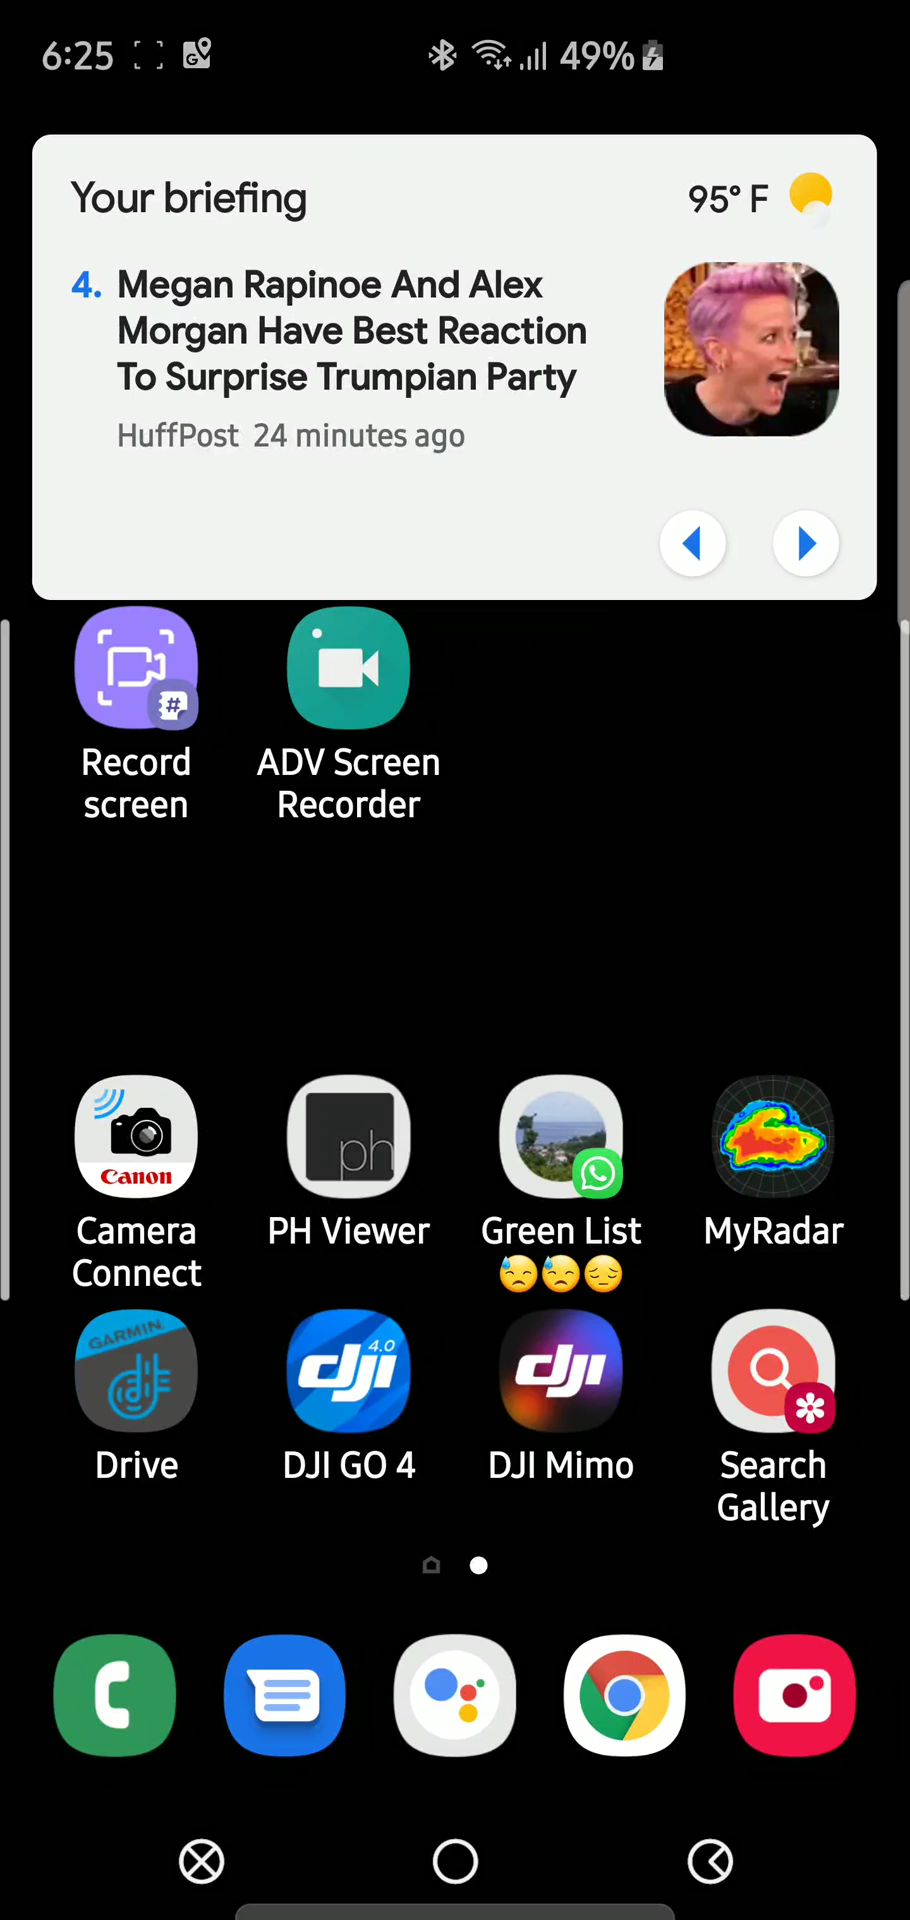 6:25
49%
Your briefing
95° F
4. Megan Rapinoe And Alex
Morgan Have Best Reaction
To Surprise Trumpian Party
HuffPost 24 minutes ago
#
Record
screen
ADV Screen
Recorder
Canon
ph
Camera
Connect
PH Viewer
Green List
😓😓😔
MyRadar
GARMIN
4.0
dji
dji
Drive
DJI GO 4
DJI Mimo
Search
Gallery